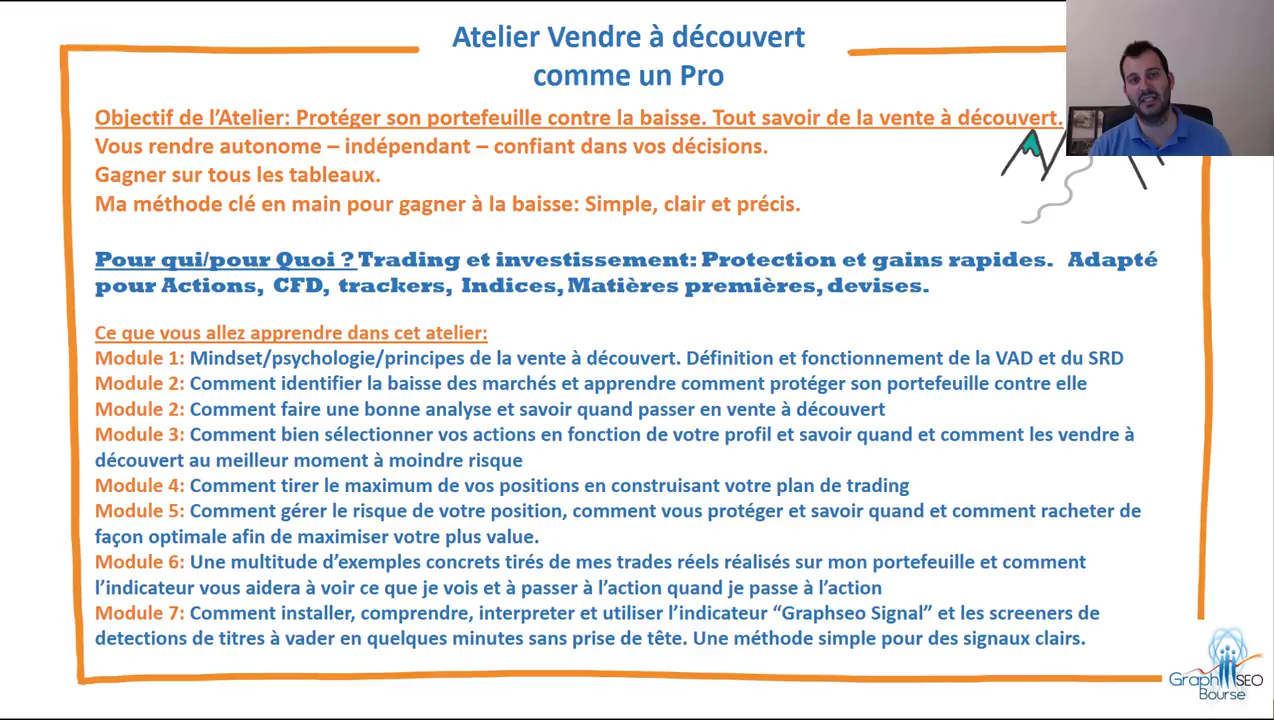 Atelier Vendre à découvert
comme un Pro
Objectif de l'Atelier: Protéger son portefeuille contre la baisse. Tout savoir de la vente à découvert.
Vous rendre autonome – indépendant – confiant dans vos décisions.
Gagner sur tous les tableaux.
Ma méthode clé en main pour gagner à la baisse: Simple, clair et précis.
Pour qui/pour Quoi ? Trading et investissement: Protection et gains rapides. Adapté
pour Actions, CFD, trackers, Indices, Matières premières, devises.
Ce que vous allez apprendre dans cet atelier:
Module 1: Mindset/psychologie/principes de la vente à découvert. Définition et fonctionnement de la VAD et du SRD
Module 2: Comment identifier la baisse des marchés et apprendre comment protéger son portefeuille contre elle
Module 2: Comment faire une bonne analyse et savoir quand passer en vente à découvert
Module 3: Comment bien sélectionner vos actions en fonction de votre profil et savoir quand et comment les vendre à
découvert au meilleur moment à moindre risque
Module 4: Comment tirer le maximum de vos positions en construisant votre plan de trading
Module 5: Comment gérer le risque de votre position, comment vous protéger et savoir quand et comment racheter de
façon optimale afin de maximiser votre plus value.
Module 6: Une multitude d'exemples concrets tirés de mes trades réels réalisés sur mon portefeuille et comment
l'indicateur vous aidera à voir ce que je vois et à passer à l'action quand je passe à l'action
Module 7: Comment installer, comprendre, interpreter et utiliser l'indicateur “Graphseo Signal” et les screeners de
detections de titres à vader en quelques minutes sans prise de tête. Une méthode simple pour des signaux clairs.
Graph SEO
Bourse